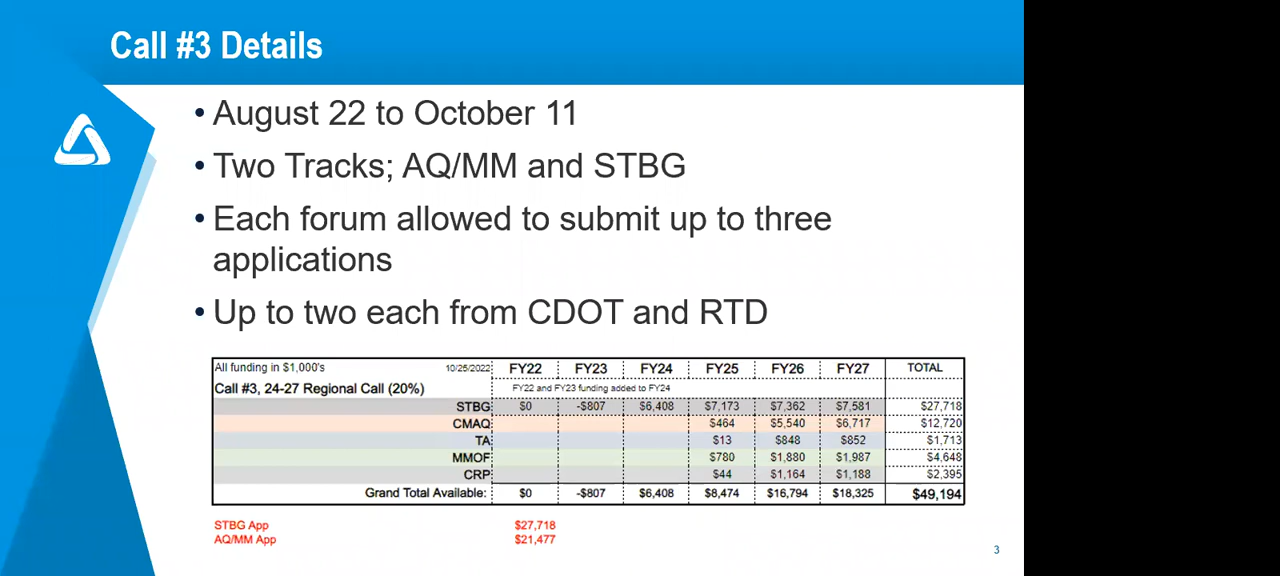 Call #3 Details
• August 22 to October 11
• Two Tracks; AQ/MM and STBG
• Each forum allowed to submit up to three
applications
• Up to two each from CDOT and RTD
All funding in $1,000's 10/25/2022 FY22 FY23 FY24 FY25 FY26 FY27 TOTAL
Call #3, 24-27 Regional Call (20%) FY22 and FY23 funding added to FY24
STBG $0 -$807 $6,408 $7,173 $7,362 $7,581 $27,718
CMAQ $464 $5,540 $6,717 $12,720
TA $13 $848 $852 $1,713
MMOF $780 $1,880 $1,987 $4,648
CRP $44 $1,164 $1,188 $2,395
Grand Total Available: $0 -$807 $6,408 $8,474 $16,794 $18,325 $49,194
STBG App $27,718
AQ/MM App $21,477
3